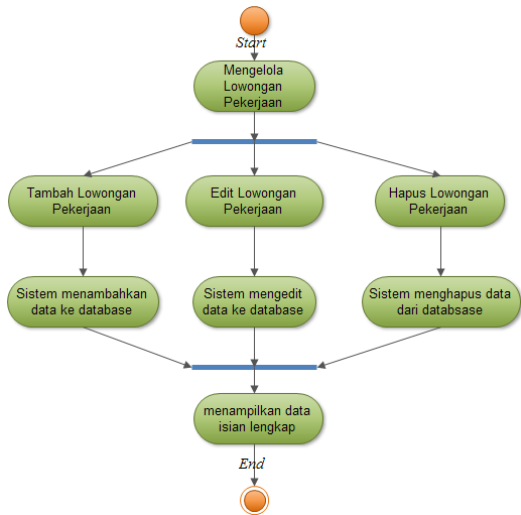 Start
Mengelola
Lowongan
Pekerjaan
Tambah Lowongan
Pekerjaan
Edit Lowongan
Pekerjaan
Hapus Lowongan
Pekerjaan
Sistem menambahkan
data ke database
Sistem mengedit
data ke database
Sistem menghapus data
dari databsase
menampilkan data
isian lengkap
End